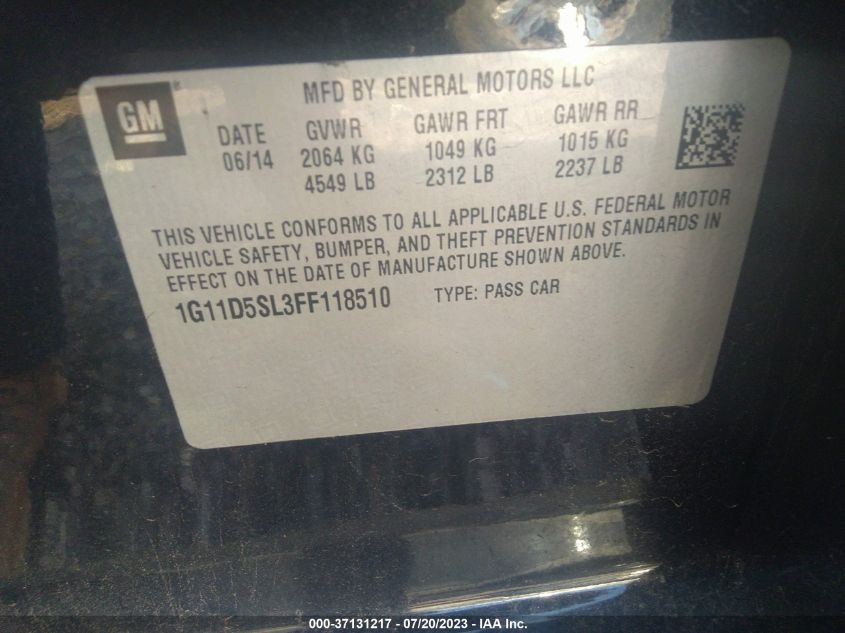 MFD BY GENERAL MOTORS LLC
GM®
DATE GVWR GAWR FRT GAWR RR
06/14 2064 KG 1049 KG 1015 KG
4549 LB 2312 LB 2237 LB
THIS VEHICLE CONFORMS TO ALL APPLICABLE U.S. FEDERAL MOTOR
VEHICLE SAFETY, BUMPER, AND THEFT PREVENTION STANDARDS IN
EFFECT ON THE DATE OF MANUFACTURE SHOWN ABOVE.
1G11D5SL3FF118510 TYPE: PASS CAR
000-37131217 - 07/20/2023 - IAA Inc.